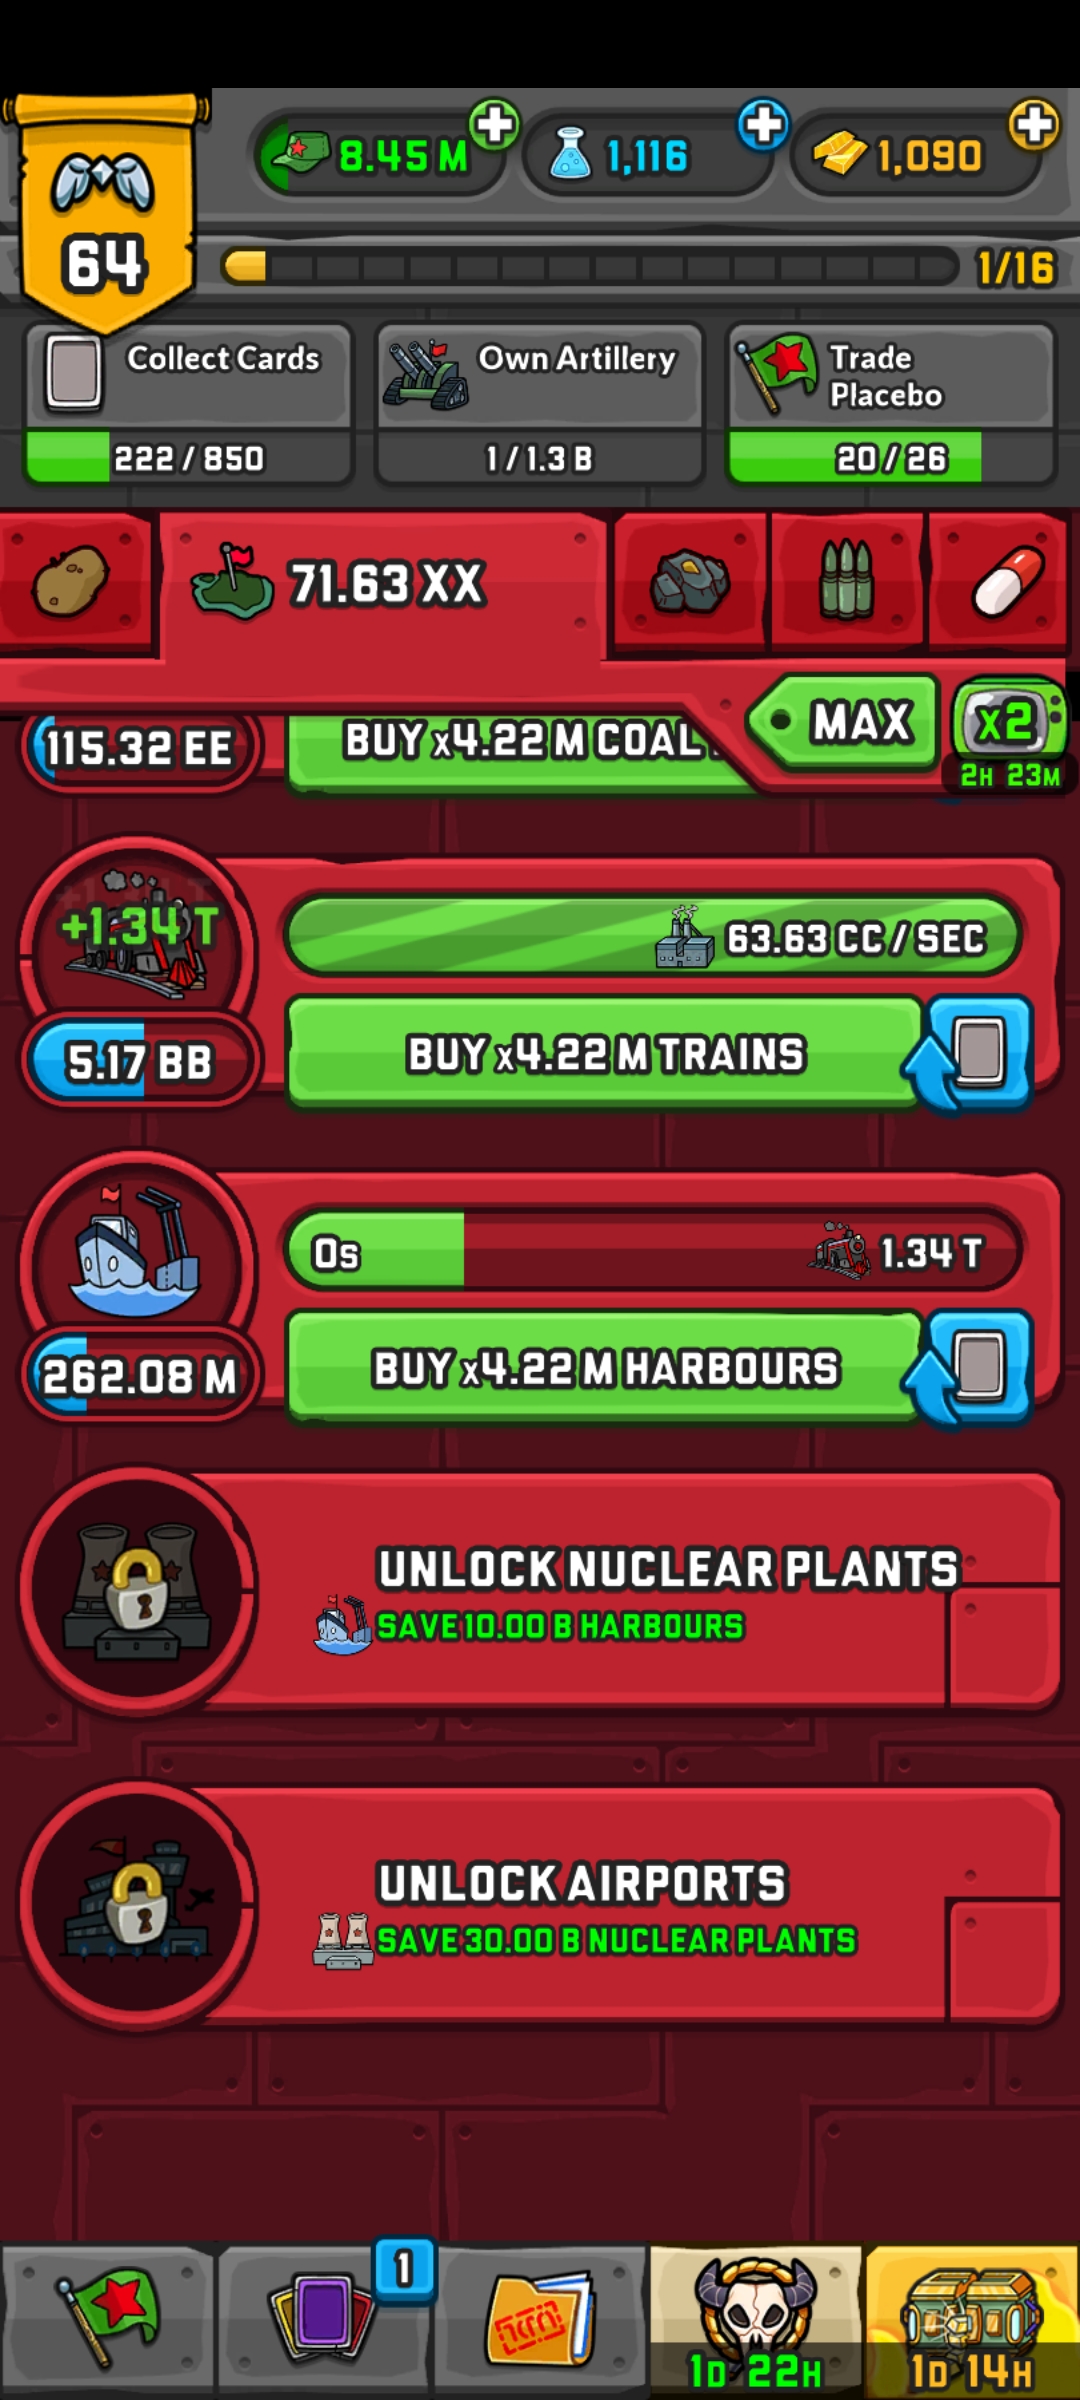 8.45 M
1,116
1,090
64
1/16
Collect Cards
222 / 850
Own Artillery
1 / 1.3 B
Trade
Placebo
20 / 26
71.63 XX
MAX
x2
2H 23M
115.32 EE
BUY x4.22 M COAL
+1.34 T
63.63 CC / SEC
5.17 BB
BUY x4.22 M TRAINS
0s
1.34 T
262.08 M
BUY x4.22 M HARBOURS
UNLOCK NUCLEAR PLANTS
SAVE 10.00 B HARBOURS
UNLOCK AIRPORTS
SAVE 30.00 B NUCLEAR PLANTS
1
1D 22H
1D 14H